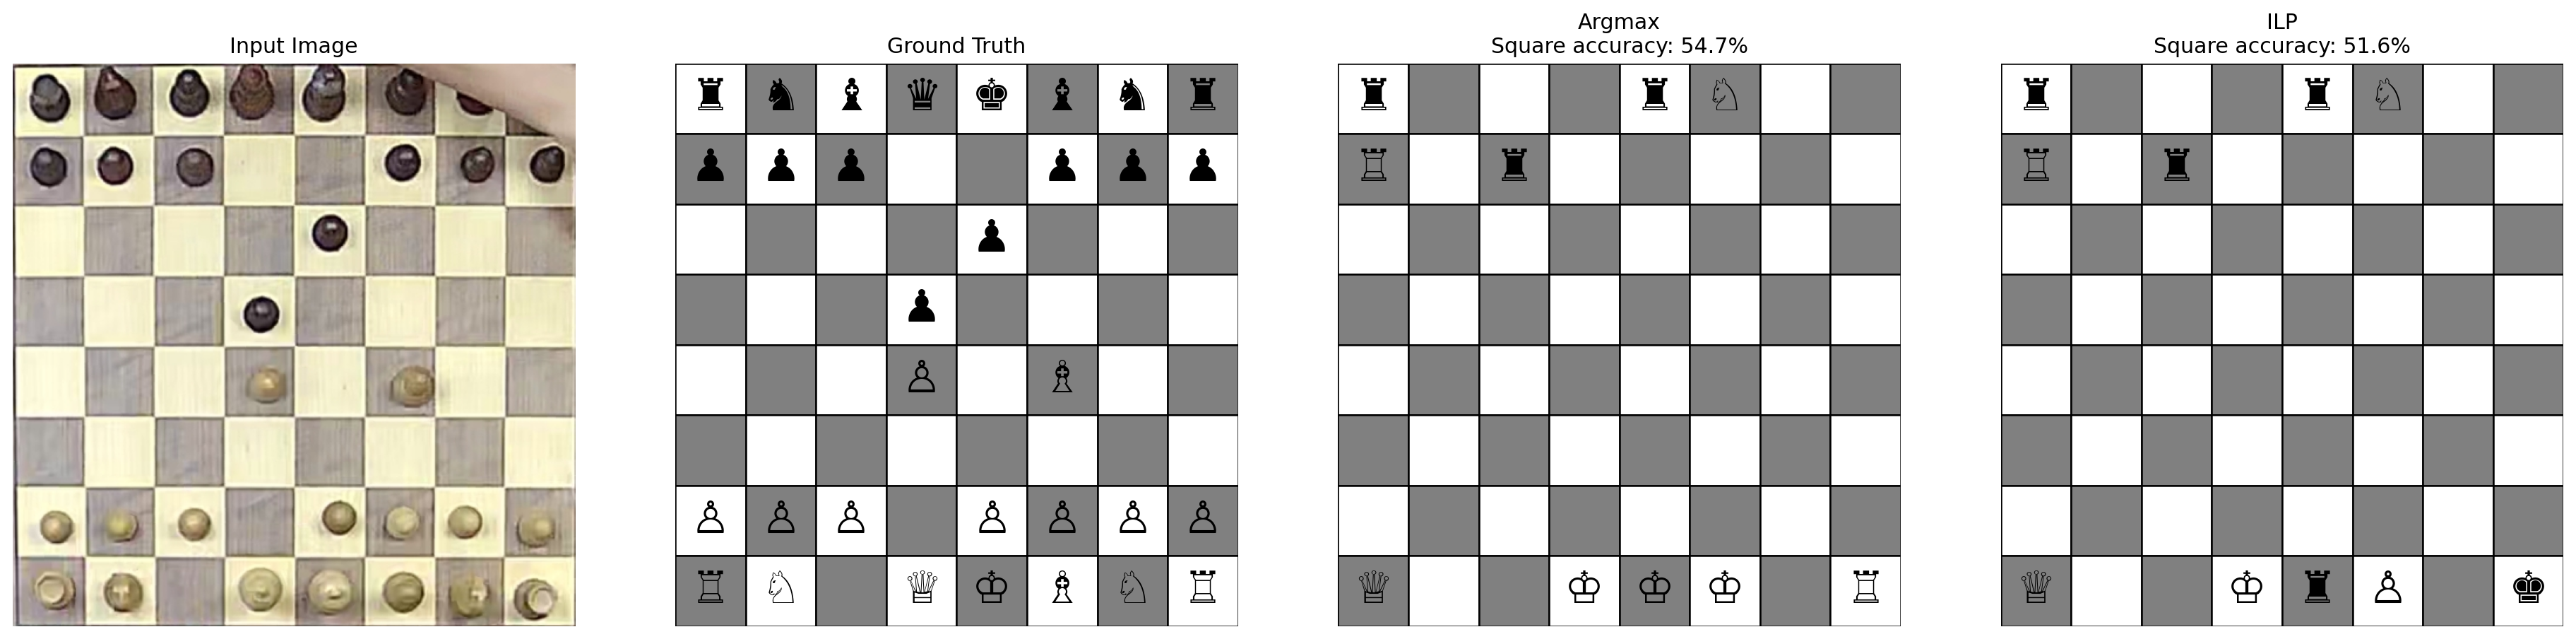 Input Image
Ground Truth
Argmax
Square accuracy: 54.7%
ILP
Square accuracy: 51.6%